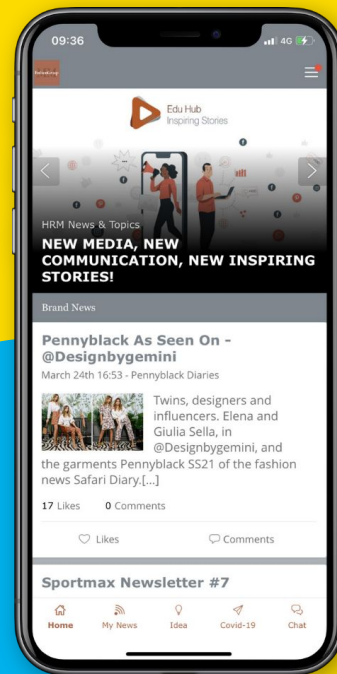 09:36
4G
Edu Hub
Inspiring Stories
HRM News & Topics
NEW MEDIA, NEW
COMMUNICATION, NEW INSPIRING
STORIES!
Brand News
Pennyblack As Seen On -
@Designbygemini
March 24th 16:53 - Pennyblack Diaries
Twins, designers and
influencers. Elena and
Giulia Sella, in
@Designbygemini, and
the garments Pennyblack SS21 of the fashion
news Safari Diary.[...]
17 Likes 0 Comments
Likes Comments
Sportmax Newsletter #7
Home My News Idea Covid-19 Chat